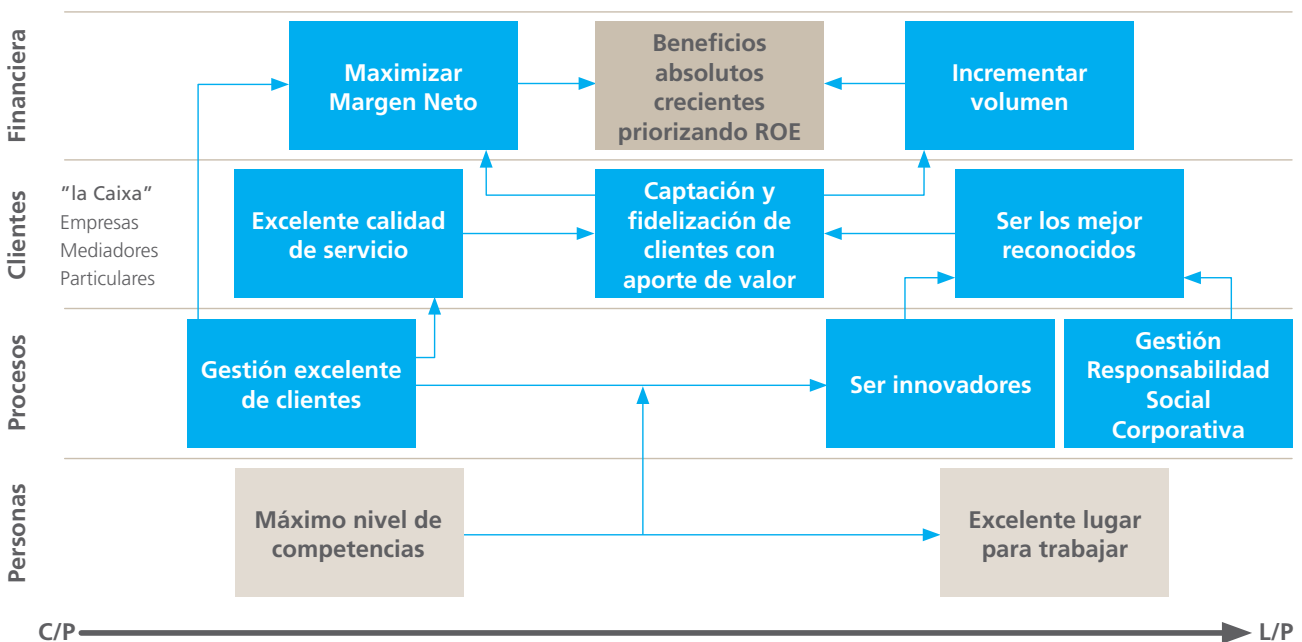 Financiera
Maximizar
Margen Neto
Beneficios
absolutos
crecientes
priorizando ROE
Incrementar
volumen
Clientes
"la Caixa"
Empresas
Mediadores
Particulares
Excelente calidad
de servicio
Captación y
fidelización de
clientes con
aporte de valor
Ser los mejor
reconocidos
Procesos
Gestión excelente
de clientes
Ser innovadores
Gestión
Responsabilidad
Social
Corporativa
Personas
Máximo nivel de
competencias
Excelente lugar
para trabajar
C/P
L/P